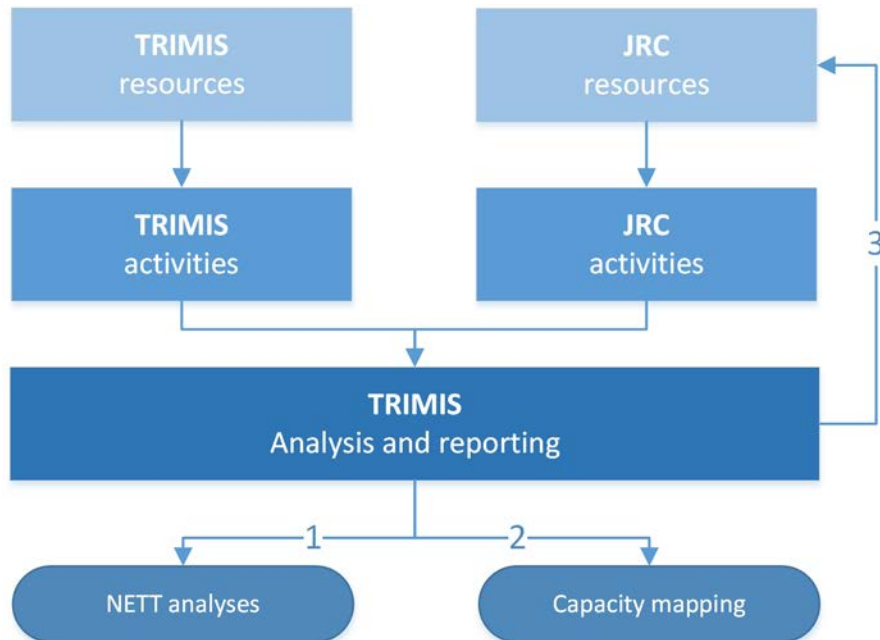 TRIMIS
resources
JRC
resources
TRIMIS
activities
JRC
activities
3
TRIMIS
Analysis and reporting
1
2
NETT analyses
Capacity mapping